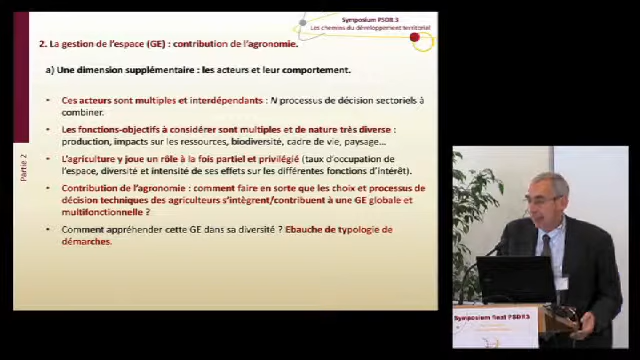 Symposium PSDR 3
Les chemins du développement territorial
2. La gestion de l'espace (GE) : contribution de l'agronomie.
a) Une dimension supplémentaire : les acteurs et leur comportement.
• Ces acteurs sont multiples et interdépendants : N processus de décision sectoriels à
combiner.
• Les fonctions-objectifs à considérer sont multiples et de nature très diverse :
production, impacts sur les ressources, biodiversité, cadre de vie, paysage...
• L'agriculture y joue un rôle à la fois partiel et privilégié (taux d'occupation de
l'espace, diversité et intensité de ses effets sur les différentes fonctions d'intérêt).
• Contribution de l'agronomie : comment faire en sorte que les choix et processus de
décision techniques des agriculteurs s'intègrent/contribuent à une GE globale et
multifonctionnelle ?
• Comment appréhender cette GE dans sa diversité ? Ebauche de typologie de
démarches.
Partie 2
Symposium final PSDR 3